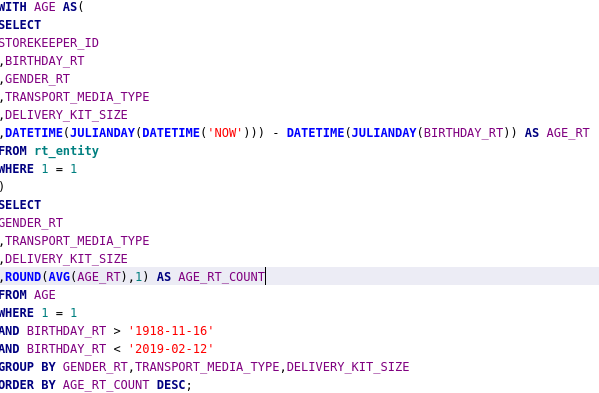 WITH AGE AS(
SELECT
STOREKEEPER_ID
,BIRTHDAY_RT
,GENDER_RT
,TRANSPORT_MEDIA_TYPE
,DELIVERY_KIT_SIZE
,DATETIME(JULIANDAY(DATETIME('NOW'))) - DATETIME(JULIANDAY(BIRTHDAY_RT)) AS AGE_RT
FROM rt_entity
WHERE 1 = 1
)
SELECT
GENDER_RT
,TRANSPORT_MEDIA_TYPE
,DELIVERY_KIT_SIZE
,ROUND(AVG(AGE_RT),1) AS AGE_RT_COUNT
FROM AGE
WHERE 1 = 1
AND BIRTHDAY_RT > '1918-11-16'
AND BIRTHDAY_RT < '2019-02-12'
GROUP BY GENDER_RT,TRANSPORT_MEDIA_TYPE,DELIVERY_KIT_SIZE
ORDER BY AGE_RT_COUNT DESC;